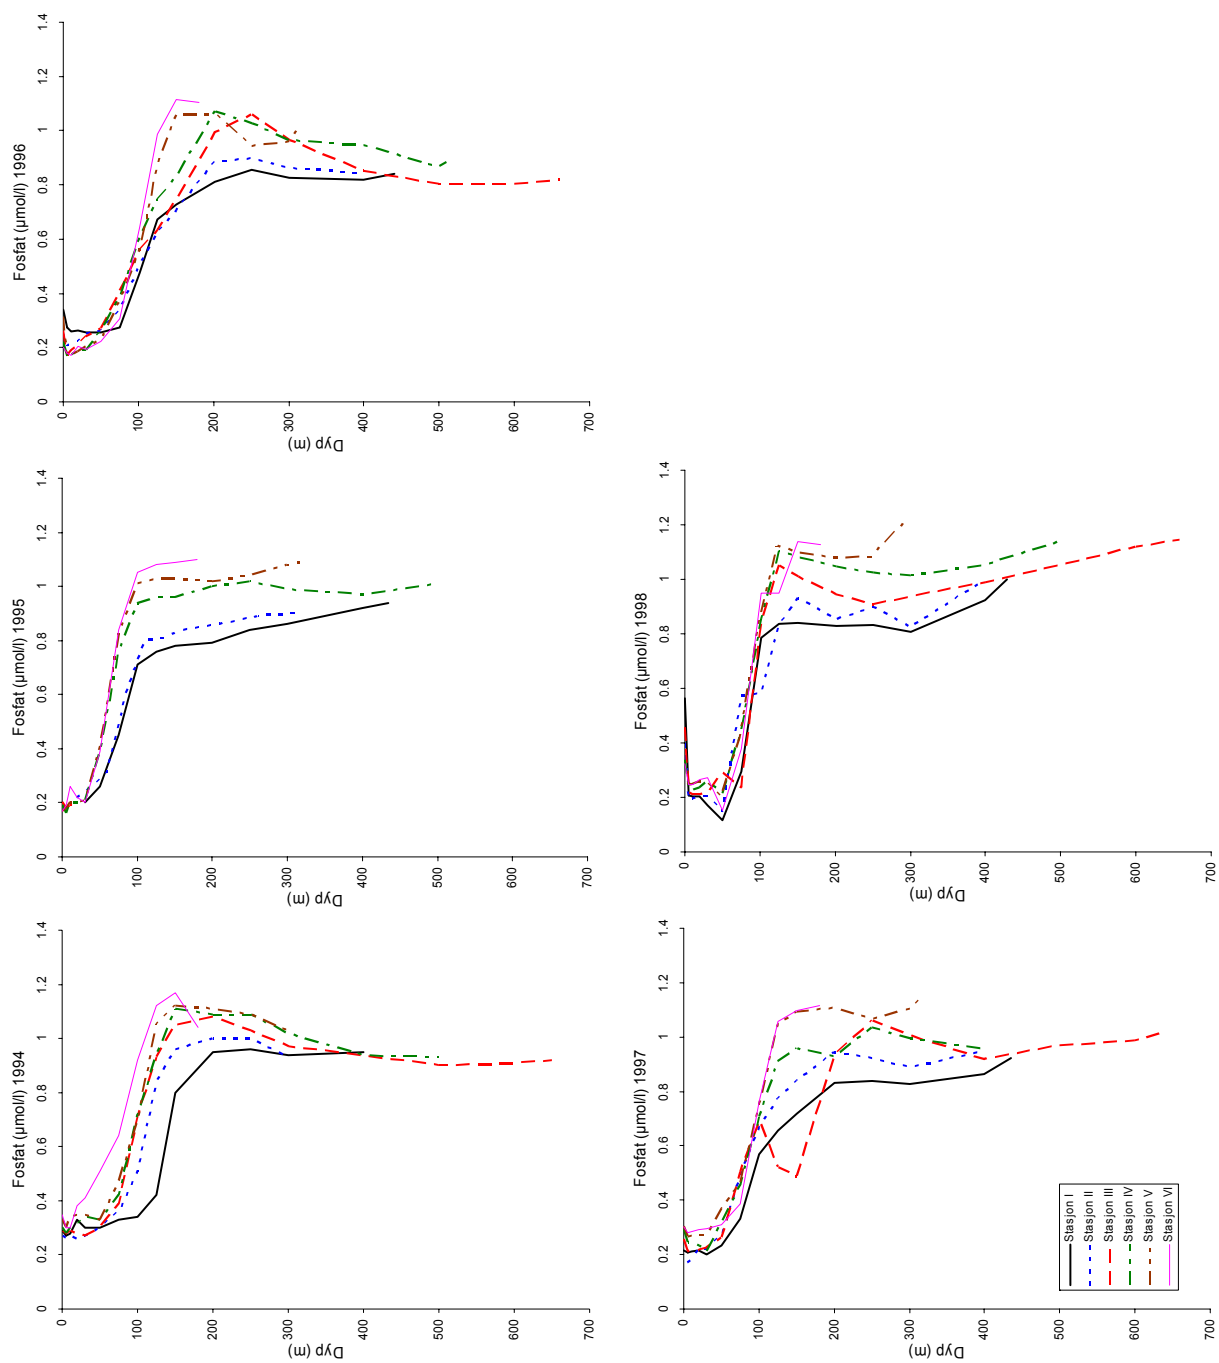 Fosfat (µmol/l) 1994
0 0.2 0.4 0.6 0.8 1 1.2 1.4
0
100
200
300
400
500
600
700
Dyp (m)
Fosfat (µmol/l) 1995
0 0.2 0.4 0.6 0.8 1 1.2 1.4
0
100
200
300
400
500
600
700
Dyp (m)
Fosfat (µmol/l) 1996
0 0.2 0.4 0.6 0.8 1 1.2 1.4
0
100
200
300
400
500
600
700
Dyp (m)
Fosfat (µmol/l) 1997
0 0.2 0.4 0.6 0.8 1 1.2 1.4
0
100
200
300
400
500
600
700
Dyp (m)
Stasjon I
Stasjon II
Stasjon III
Stasjon IV
Stasjon V
Stasjon VI
Fosfat (µmol/l) 1998
0 0.2 0.4 0.6 0.8 1 1.2 1.4
0
100
200
300
400
500
600
700
Dyp (m)